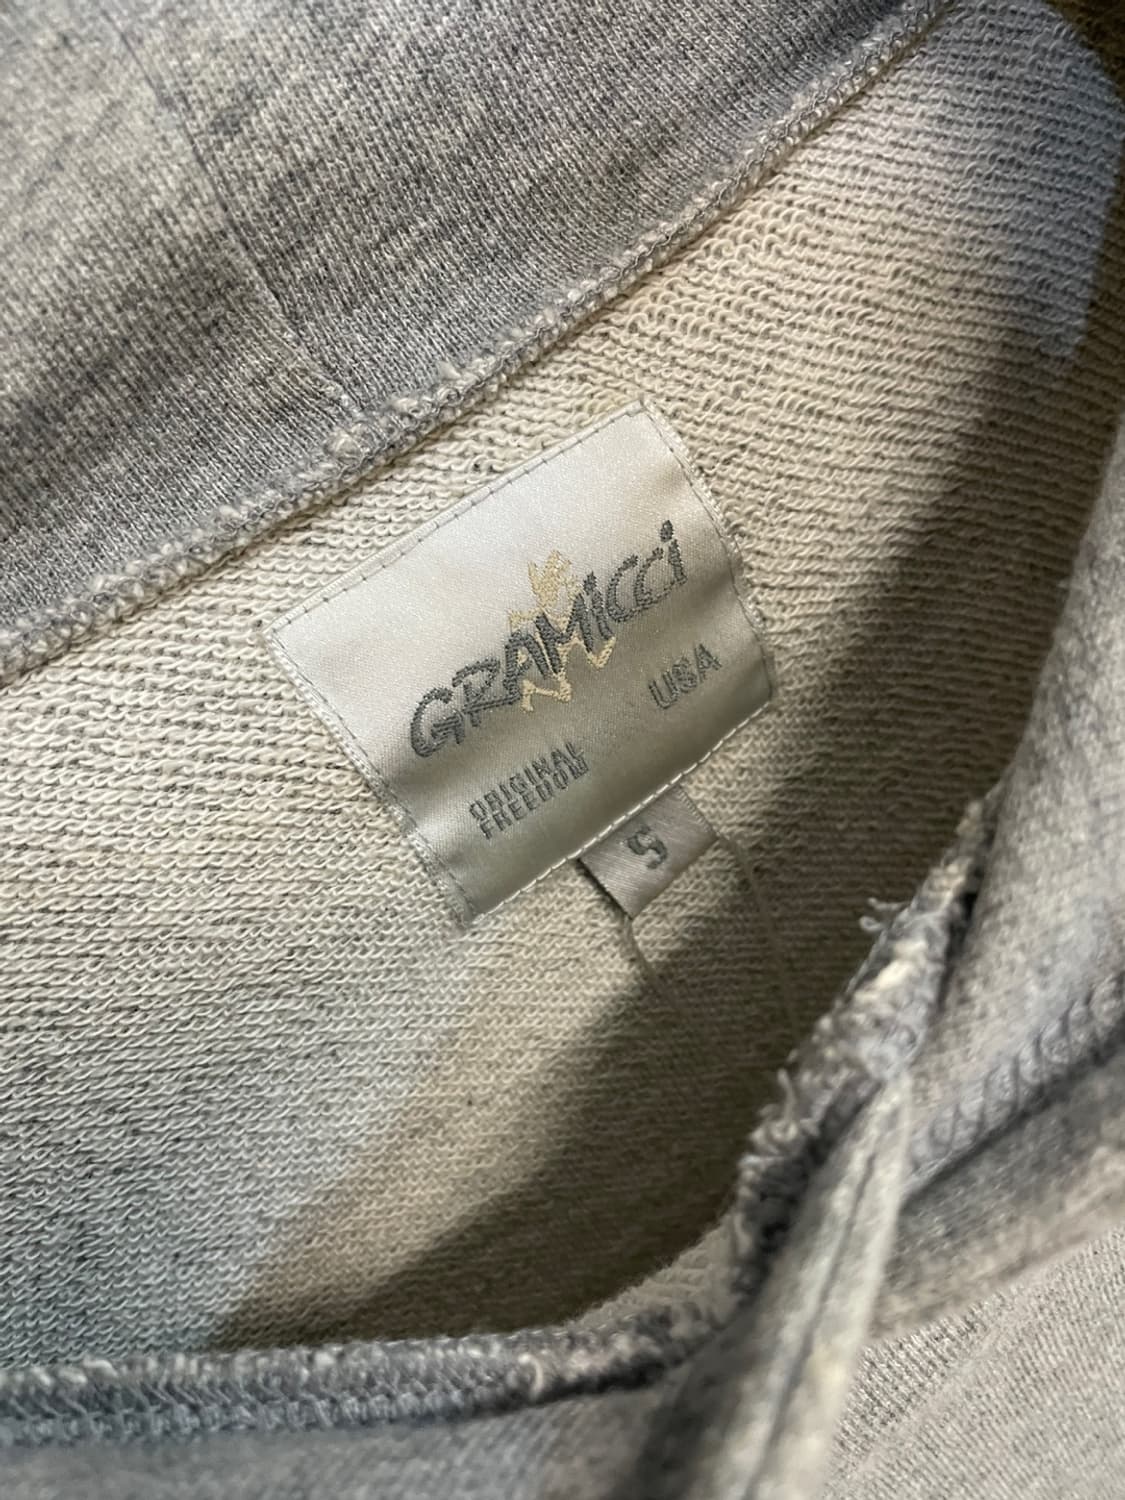 GRAMiCCi
USA
ORIGINAL
FREEDOM
S